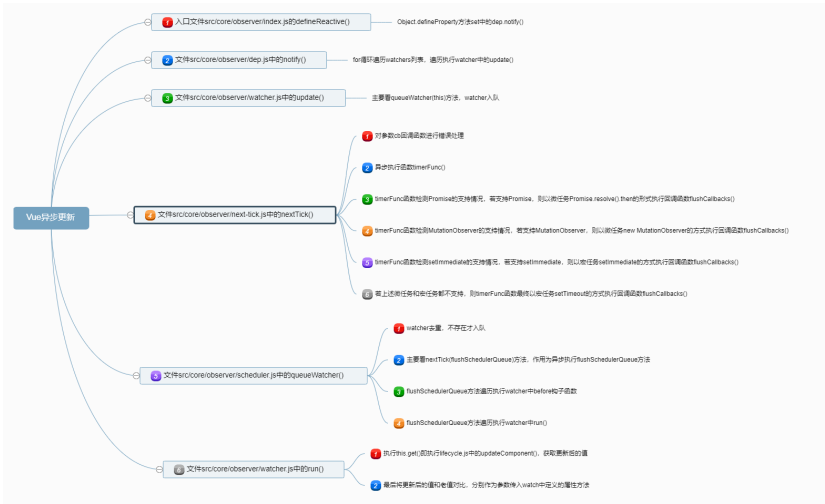 Vue异步更新
1 入口文件src/core/observer/index.js的defineReactive()
Object.defineProperty方法set中的dep.notify()
2 文件src/core/observer/dep.js中的notify()
for循环遍历watchers列表，遍历执行watcher中的update()
3 文件src/core/observer/watcher.js中的update()
主要看queueWatcher(this)方法，watcher入队
4 文件src/core/observer/next-tick.js中的nextTick()
1 对参数cb回调函数进行错误处理
2 异步执行函数timerFunc()
3 timerFunc函数检测Promise的支持情况，若支持Promise，则以微任务Promise.resolve().then的形式执行回调函数flushCallbacks()
4 timerFunc函数检测MutationObserver的支持情况，若支持MutationObserver，则以微任务new MutationObserver的方式执行回调函数flushCallbacks()
5 timerFunc函数检测setImmediate的支持情况，若支持setImmediate，则以宏任务setImmediate的方式执行回调函数flushCallbacks()
6 若上述微任务和宏任务都不支持，则timerFunc函数最终以宏任务setTimeout的方式执行回调函数flushCallbacks()
5 文件src/core/observer/scheduler.js中的queueWatcher()
1 watcher去重，不存在才入队
2 主要看nextTick(flushSchedulerQueue)方法，作用为异步执行flushSchedulerQueue方法
3 flushSchedulerQueue方法遍历执行watcher中before钩子函数
4 flushSchedulerQueue方法遍历执行watcher中run()
6 文件src/core/observer/watcher.js中的run()
1 执行this.get()即执行lifecycle.js中的updateComponent()，获取更新后的值
2 最后将更新后的值和老值对比，分别作为参数传入watch中定义的属性方法